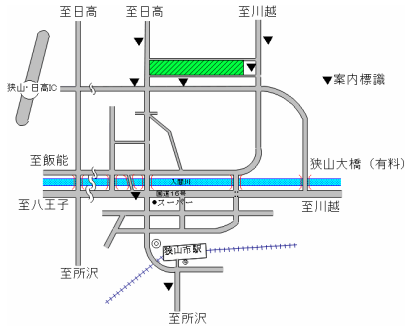 至日高
至日高
至川越
▼案内標識
狭山・日高IC
至飯能
狭山大橋（有料）
入間川
国道16号
●スーパー
至八王子
至川越
狭山市駅
至所沢
至所沢